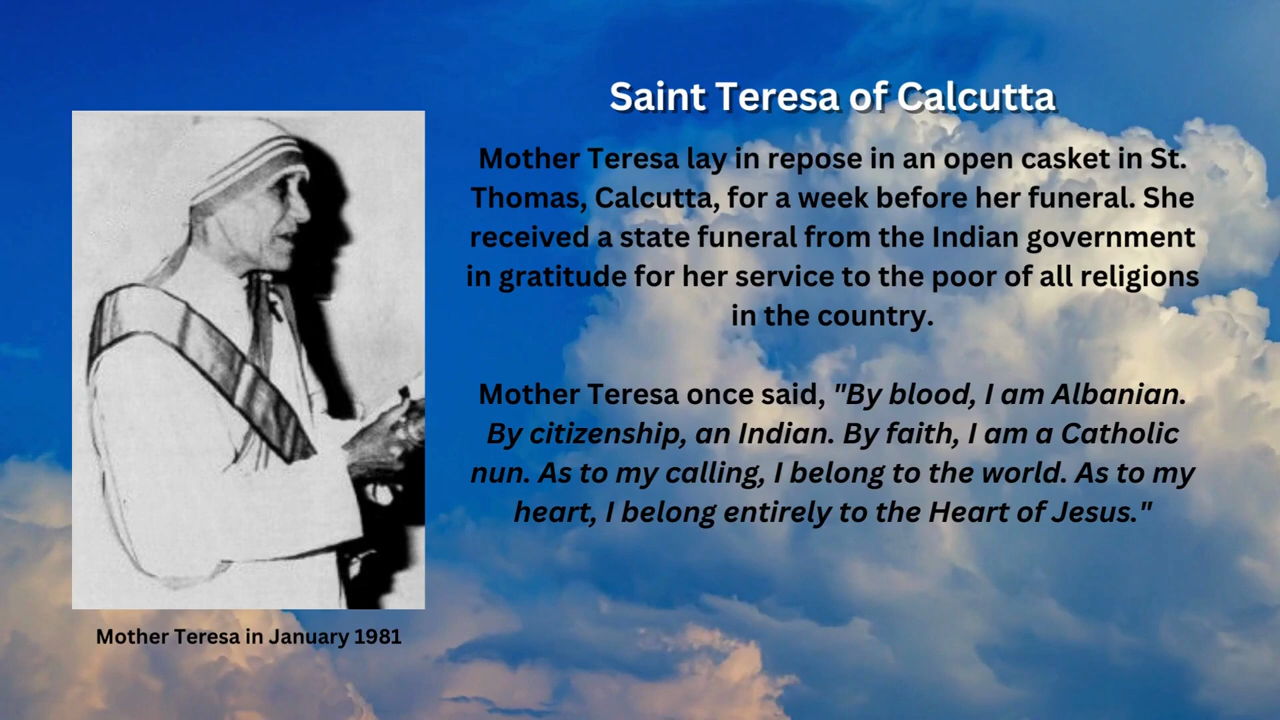 Saint Teresa of Calcutta
Mother Teresa lay in repose in an open casket in St.
Thomas, Calcutta, for a week before her funeral. She
received a state funeral from the Indian government
in gratitude for her service to the poor of all religions
in the country.
Mother Teresa once said, "By blood, I am Albanian.
By citizenship, an Indian. By faith, I am a Catholic
nun. As to my calling, I belong to the world. As to my
heart, I belong entirely to the Heart of Jesus."
Mother Teresa in January 1981